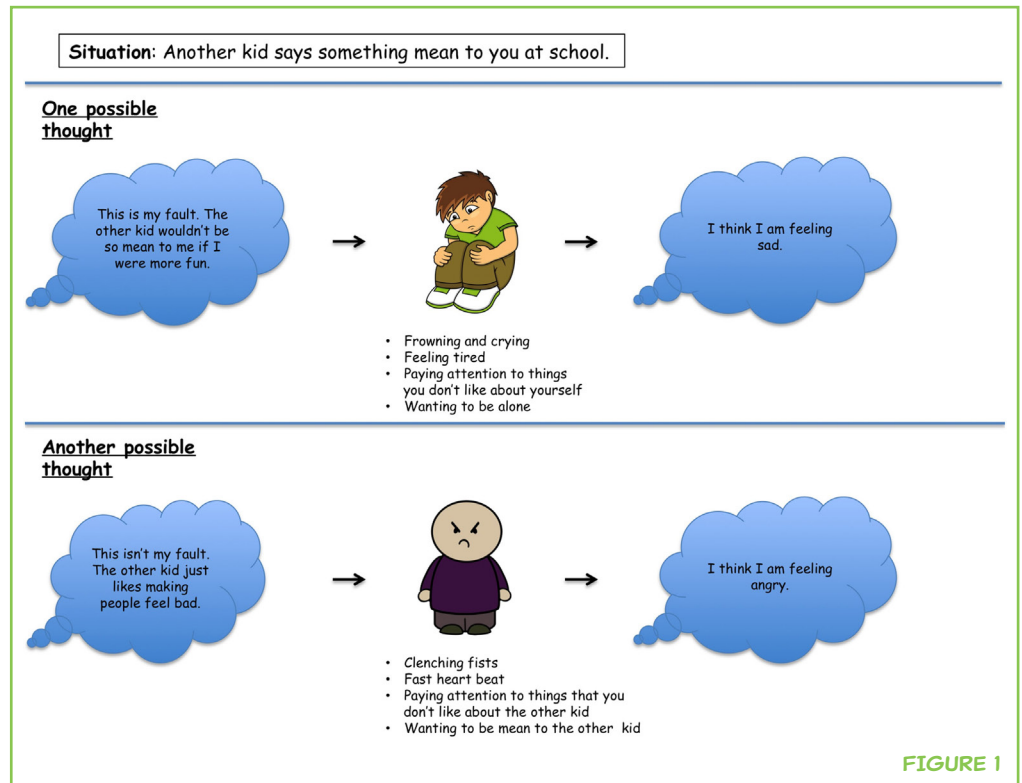 Situation: Another kid says something mean to you at school.
One possible
thought
This is my fault. The
other kid wouldn't be
so mean to me if I
were more fun.
I think I am feeling
sad.
• Frowning and crying
• Feeling tired
• Paying attention to things
you don't like about yourself
• Wanting to be alone
Another possible
thought
This isn't my fault.
The other kid just
likes making
people feel bad.
I think I am feeling
angry.
• Clenching fists
• Fast heart beat
• Paying attention to things that you
don't like about the other kid
• Wanting to be mean to the other kid
FIGURE 1